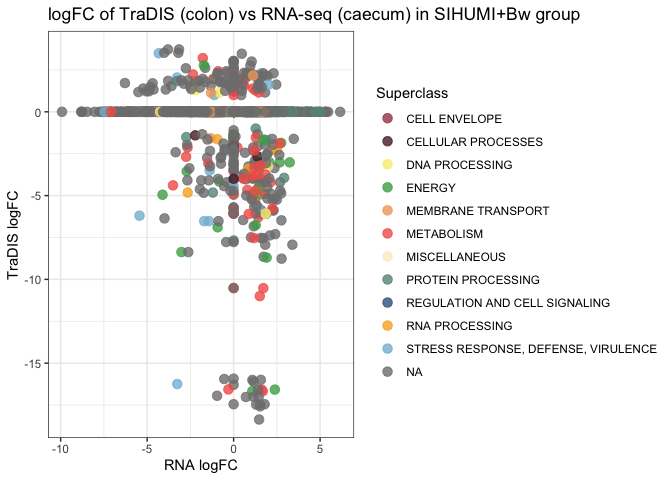 logFC of TraDIS (colon) vs RNA-seq (caecum) in SIHUMI+Bw group
TraDIS logFC
0
-5
-10
-15
-10
-5
0
5
RNA logFC
Superclass
CELL ENVELOPE
CELLULAR PROCESSES
DNA PROCESSING
ENERGY
MEMBRANE TRANSPORT
METABOLISM
MISCELLANEOUS
PROTEIN PROCESSING
REGULATION AND CELL SIGNALING
RNA PROCESSING
STRESS RESPONSE, DEFENSE, VIRULENCE
NA